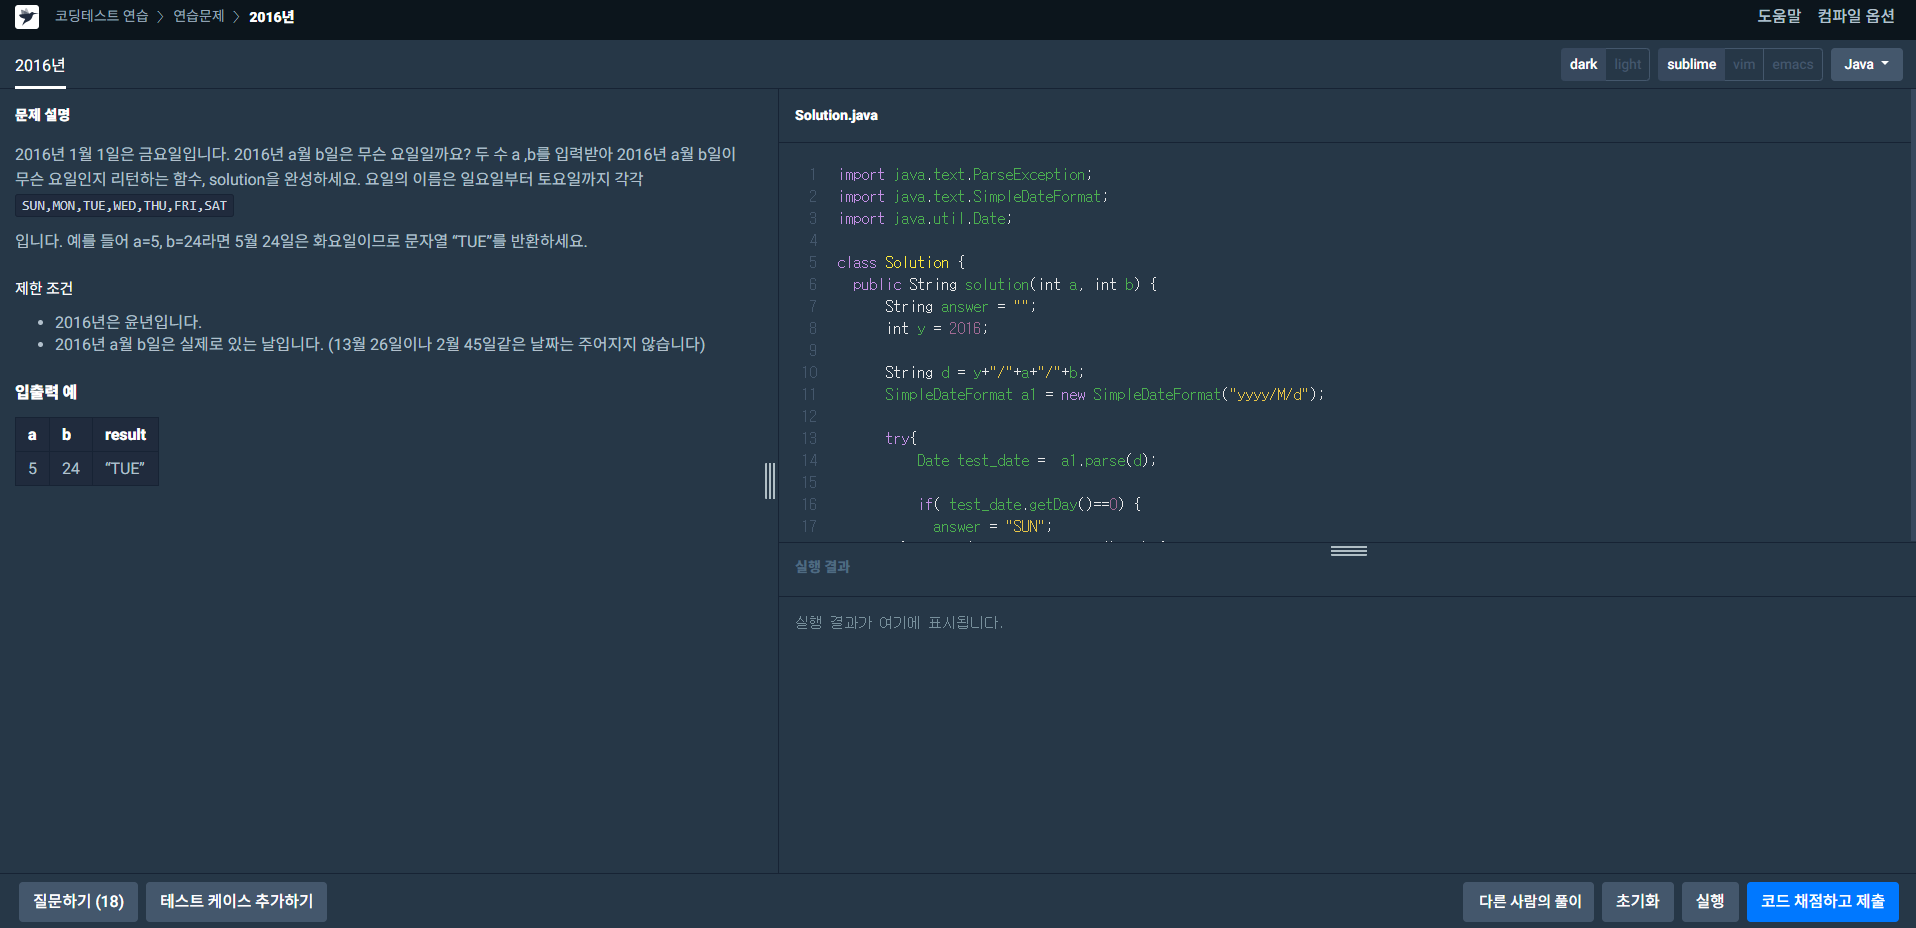 코딩테스트 연습 > 연습문제 > 2016년
도움말 컴파일 옵션
2016년
dark light sublime vim emacs Java
문제 설명
2016년 1월 1일은 금요일입니다. 2016년 a월 b일은 무슨 요일일까요? 두 수 a ,b를 입력받아 2016년 a월 b일이
무슨 요일인지 리턴하는 함수, solution을 완성하세요. 요일의 이름은 일요일부터 토요일까지 각각
SUN,MON,TUE,WED,THU,FRI,SAT
입니다. 예를 들어 a=5, b=24라면 5월 24일은 화요일이므로 문자열 “TUE”를 반환하세요.
제한 조건
• 2016년은 윤년입니다.
• 2016년 a월 b일은 실제로 있는 날입니다. (13월 26일이나 2월 45일같은 날짜는 주어지지 않습니다)
입출력 예
a b result
5 24 “TUE”
Solution.java
1 import java.text.ParseException;
2 import java.text.SimpleDateFormat;
3 import java.util.Date;
4
5 class Solution {
6 public String solution(int a, int b) {
7 String answer = "";
8 int y = 2016;
9
10 String d = y+"/"+a+"/"+b;
11 SimpleDateFormat a1 = new SimpleDateFormat("yyyy/M/d");
12
13 try{
14 Date test_date =  a1.parse(d);
15
16 if( test_date.getDay()==0) {
17 answer = "SUN";
실행 결과
실행 결과가 여기에 표시됩니다.
질문하기 (18) 테스트 케이스 추가하기
다른 사람의 풀이 초기화 실행 코드 채점하고 제출